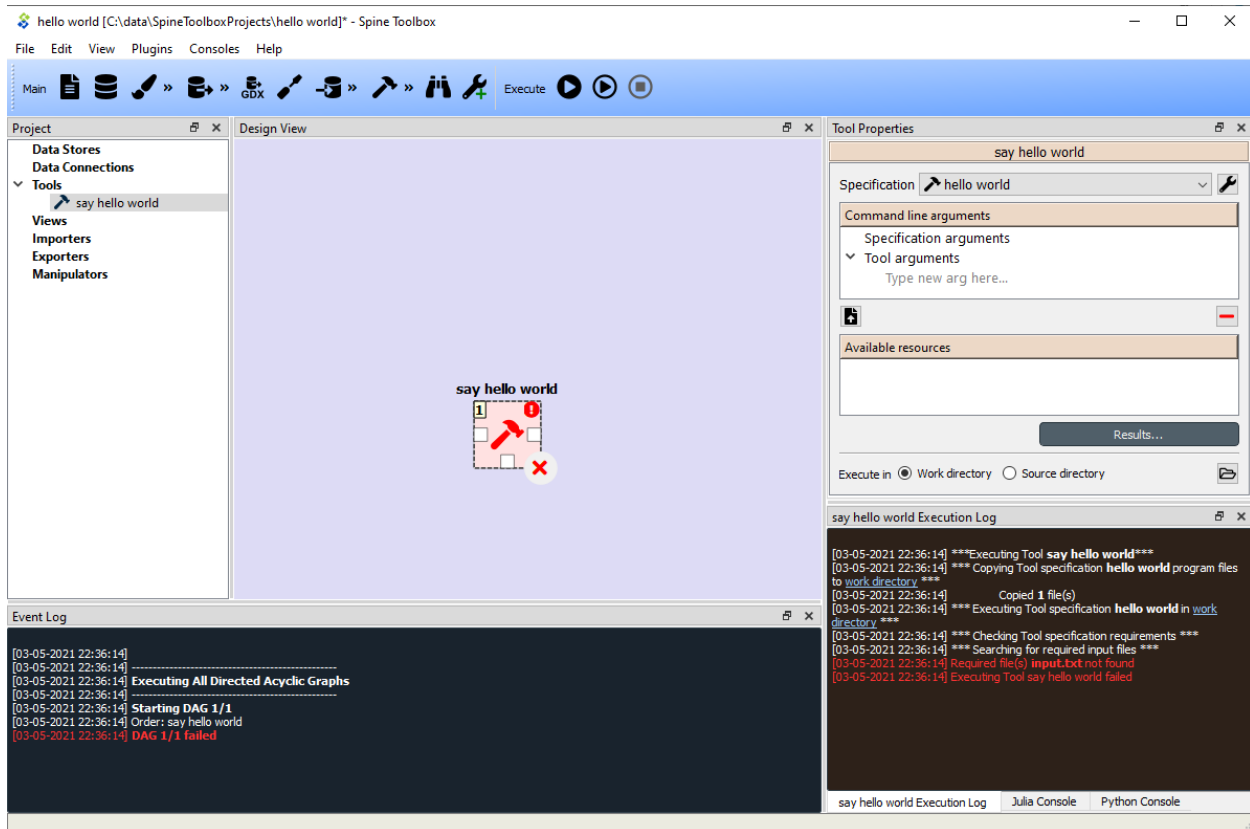 hello world [C:\data\SpineToolboxProjects\hello world]* - Spine Toolbox
File Edit View Plugins Consoles Help
Main » » GDX » » Execute
Project
Data Stores
Data Connections
Tools
say hello world
Views
Importers
Exporters
Manipulators
Design View
say hello world
1
Tool Properties
say hello world
Specification hello world
Command line arguments
Specification arguments
Tool arguments
Type new arg here...
Available resources
Results...
Execute in Work directory Source directory
Event Log
[03-05-2021 22:36:14]
[03-05-2021 22:36:14] -------------------------------------------------
[03-05-2021 22:36:14] Executing All Directed Acyclic Graphs
[03-05-2021 22:36:14] -------------------------------------------------
[03-05-2021 22:36:14] Starting DAG 1/1
[03-05-2021 22:36:14] Order: say hello world
[03-05-2021 22:36:14] DAG 1/1 failed
say hello world Execution Log
[03-05-2021 22:36:14] ***Executing Tool say hello world***
[03-05-2021 22:36:14] *** Copying Tool specification hello world program files
to work directory ***
[03-05-2021 22:36:14] Copied 1 file(s)
[03-05-2021 22:36:14] *** Executing Tool specification hello world in work
directory ***
[03-05-2021 22:36:14] *** Checking Tool specification requirements ***
[03-05-2021 22:36:14] *** Searching for required input files ***
[03-05-2021 22:36:14] Required file(s) input.txt not found
[03-05-2021 22:36:14] Executing Tool say hello world failed
say hello world Execution Log Julia Console Python Console